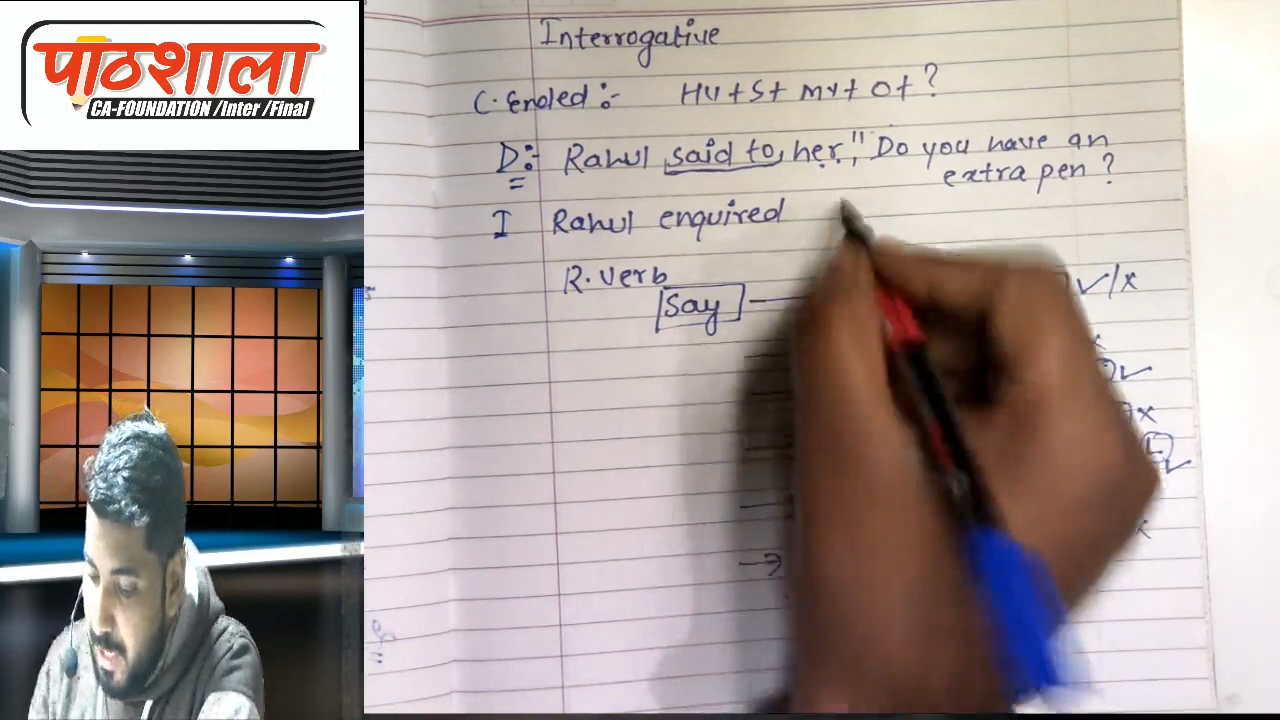 पाठशाला
CA-FOUNDATION /Inter /Final
Interrogative
C. Ended :- HV + S + MV + O + ?
D:- Rahul said to her, " Do you have an
extra pen ?
I Rahul enquired
R. verb
Say